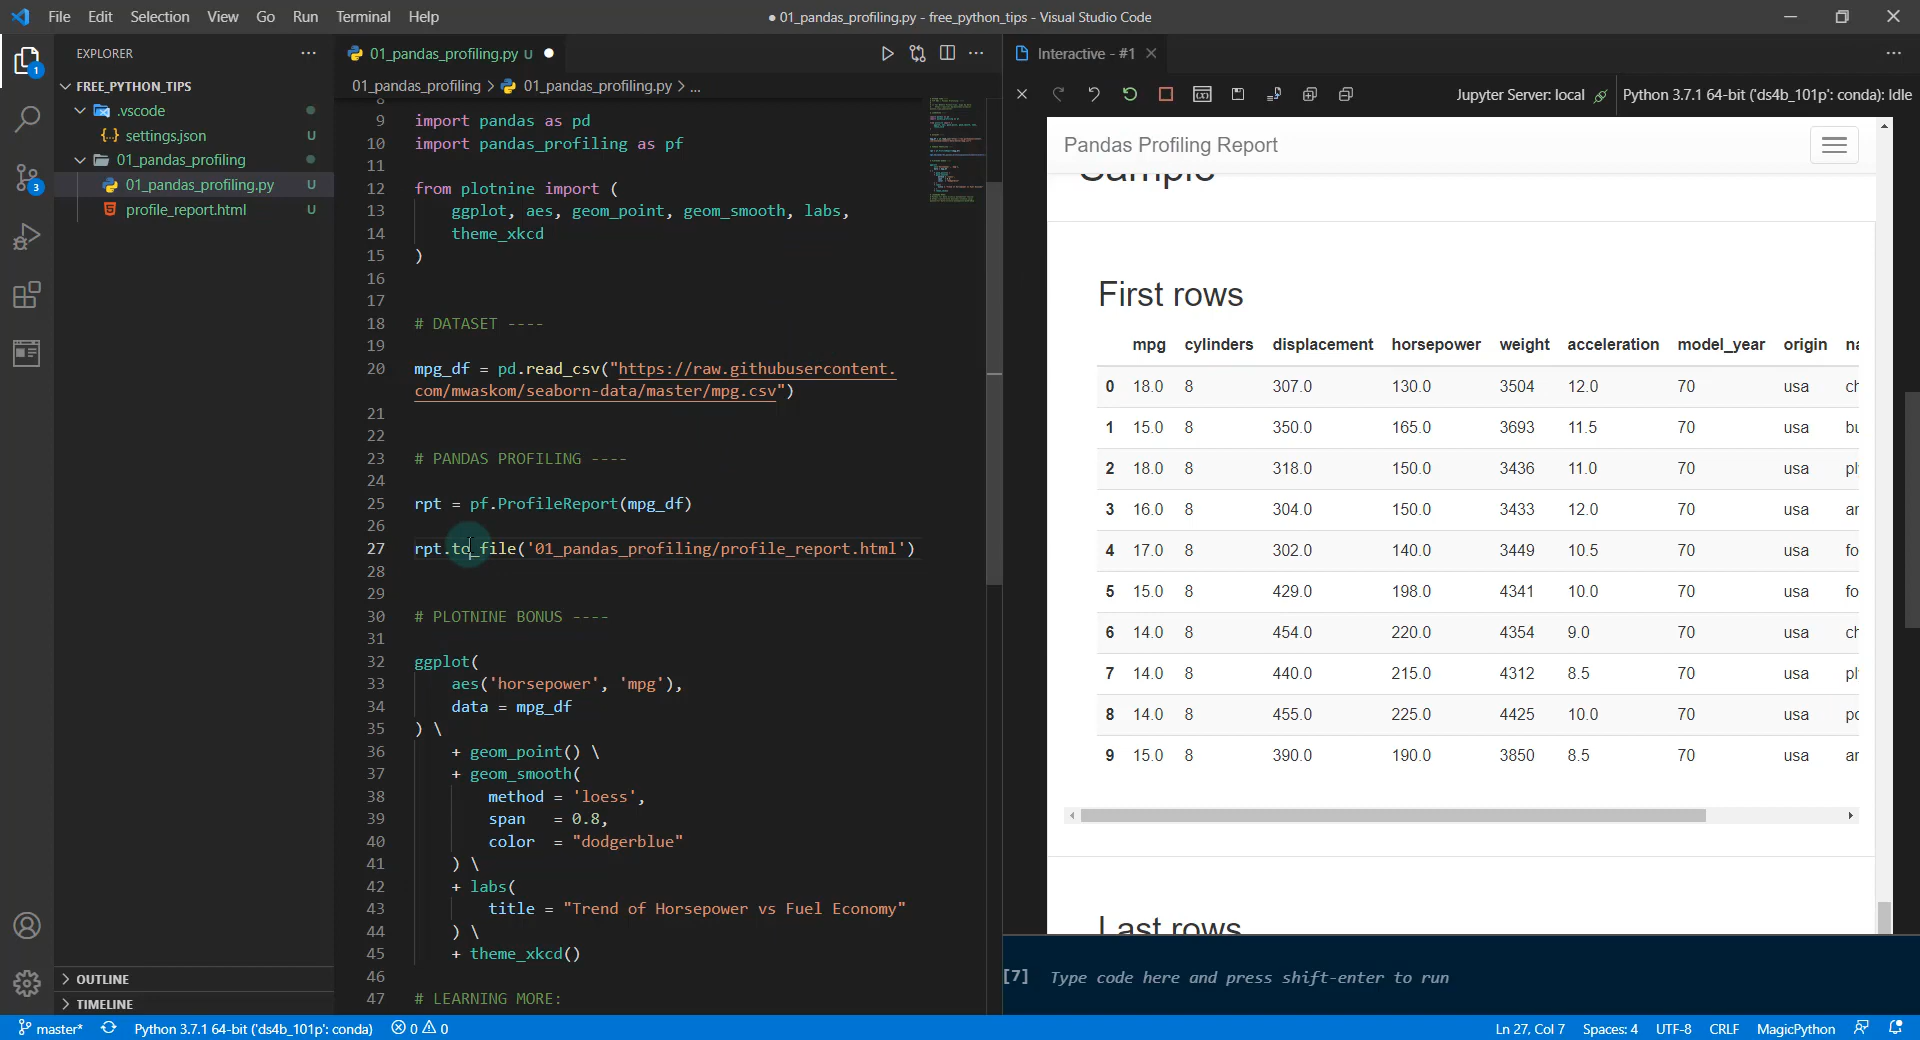 File Edit Selection View Go Run Terminal Help
● 01_pandas_profiling.py - free_python_tips - Visual Studio Code
EXPLORER
FREE_PYTHON_TIPS
.vscode
settings.json U
01_pandas_profiling
01_pandas_profiling.py U
profile_report.html U
OUTLINE
TIMELINE
1
3
01_pandas_profiling.py U
01_pandas_profiling > 01_pandas_profiling.py > ...
8
9 import pandas as pd
10 import pandas_profiling as pf
11
12 from plotnine import (
13 ggplot, aes, geom_point, geom_smooth, labs,
14 theme_xkcd
15 )
16
17
18 # DATASET ----
19
20 mpg_df = pd.read_csv("https://raw.githubusercontent.
com/mwaskom/seaborn-data/master/mpg.csv")
21
22
23 # PANDAS PROFILING ----
24
25 rpt = pf.ProfileReport(mpg_df)
26
27 rpt.to_file('01_pandas_profiling/profile_report.html')
28
29
30 # PLOTNINE BONUS ----
31
32 ggplot(
33 aes('horsepower', 'mpg'),
34 data = mpg_df
35 ) \
36 + geom_point() \
37 + geom_smooth(
38 method = 'loess',
39 span = 0.8,
40 color = "dodgerblue"
41 ) \
42 + labs(
43 title = "Trend of Horsepower vs Fuel Economy"
44 ) \
45 + theme_xkcd()
46
47 # LEARNING MORE:
Interactive - #1
Jupyter Server: local Python 3.7.1 64-bit ('ds4b_101p': conda): Idle
Pandas Profiling Report
Sample
First rows
mpg cylinders displacement horsepower weight acceleration model_year origin na
0 18.0 8 307.0 130.0 3504 12.0 70 usa ch
1 15.0 8 350.0 165.0 3693 11.5 70 usa bu
2 18.0 8 318.0 150.0 3436 11.0 70 usa pl
3 16.0 8 304.0 150.0 3433 12.0 70 usa ar
4 17.0 8 302.0 140.0 3449 10.5 70 usa fo
5 15.0 8 429.0 198.0 4341 10.0 70 usa fo
6 14.0 8 454.0 220.0 4354 9.0 70 usa ch
7 14.0 8 440.0 215.0 4312 8.5 70 usa pl
8 14.0 8 455.0 225.0 4425 10.0 70 usa po
9 15.0 8 390.0 190.0 3850 8.5 70 usa ar
Last rows
[7] Type code here and press shift-enter to run
master* Python 3.7.1 64-bit ('ds4b_101p': conda) 0 0
Ln 27, Col 7 Spaces: 4 UTF-8 CRLF MagicPython